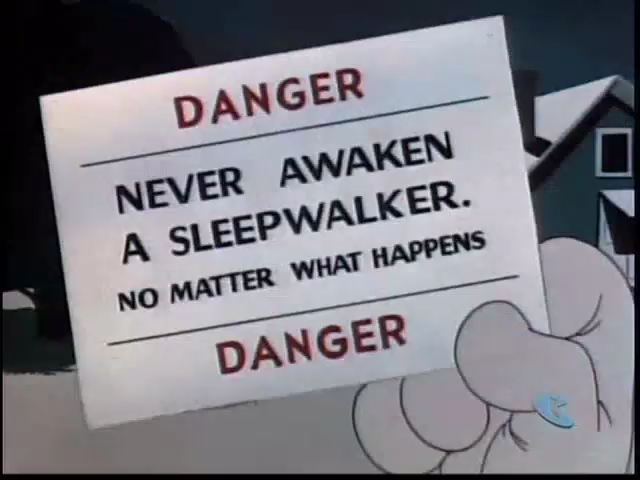 DANGER
NEVER AWAKEN
A SLEEPWALKER.
NO MATTER WHAT HAPPENS
DANGER